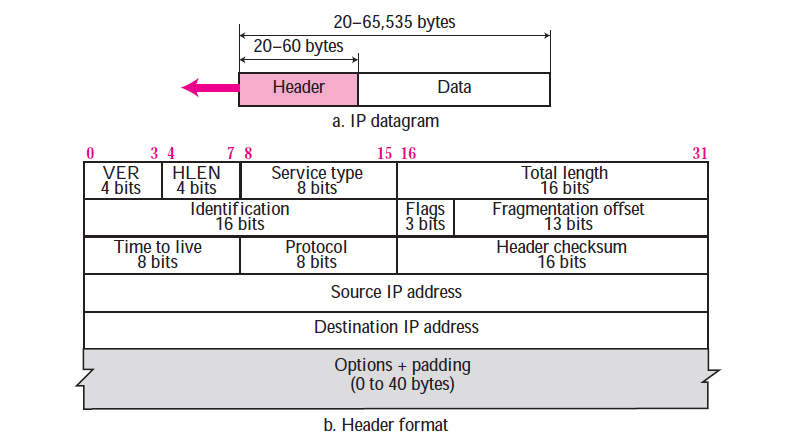 20–65,535 bytes
20–60 bytes
Header Data
a. IP datagram
0 3 4 7 8 15 16 31
VER HLEN Service type Total length
4 bits 4 bits 8 bits 16 bits
Identification Flags Fragmentation offset
16 bits 3 bits 13 bits
Time to live Protocol Header checksum
8 bits 8 bits 16 bits
Source IP address
Destination IP address
Options + padding
(0 to 40 bytes)
b. Header format